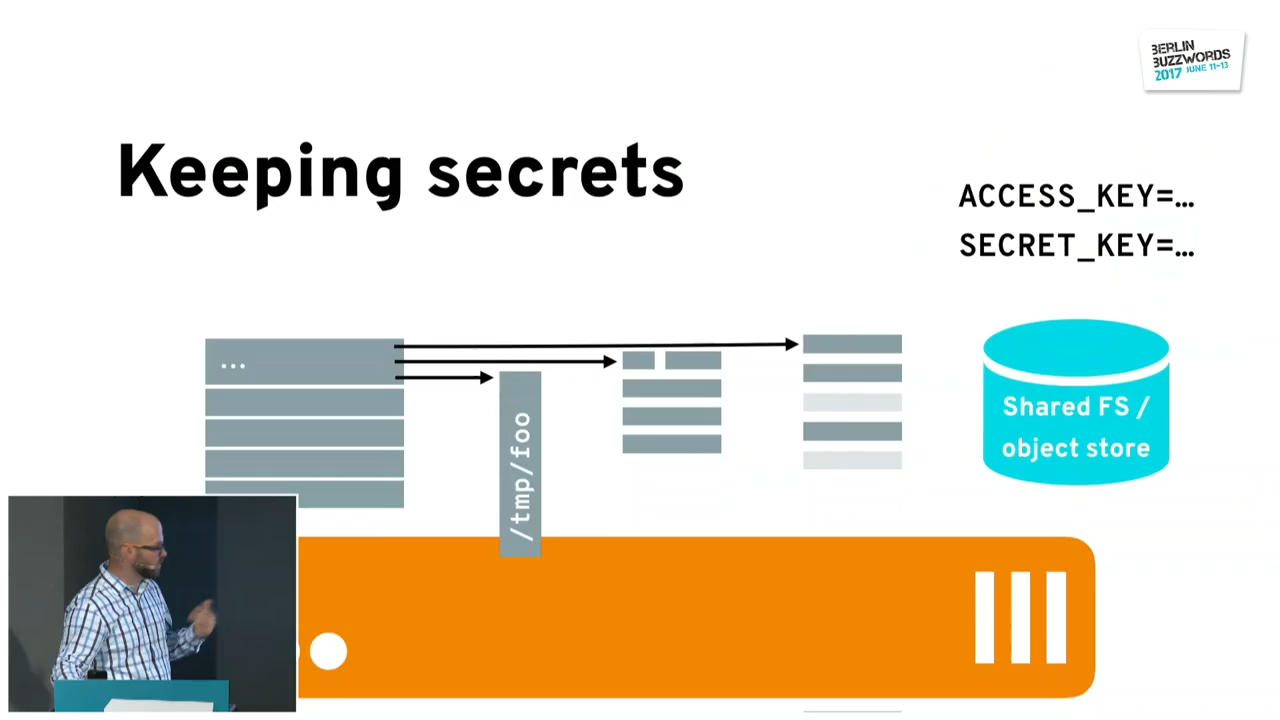 BERLIN
BUZZWORDS
2017 JUNE 11-13
Keeping secrets
ACCESS_KEY=…
SECRET_KEY=…
...
/tmp/foo
Shared FS /
object store